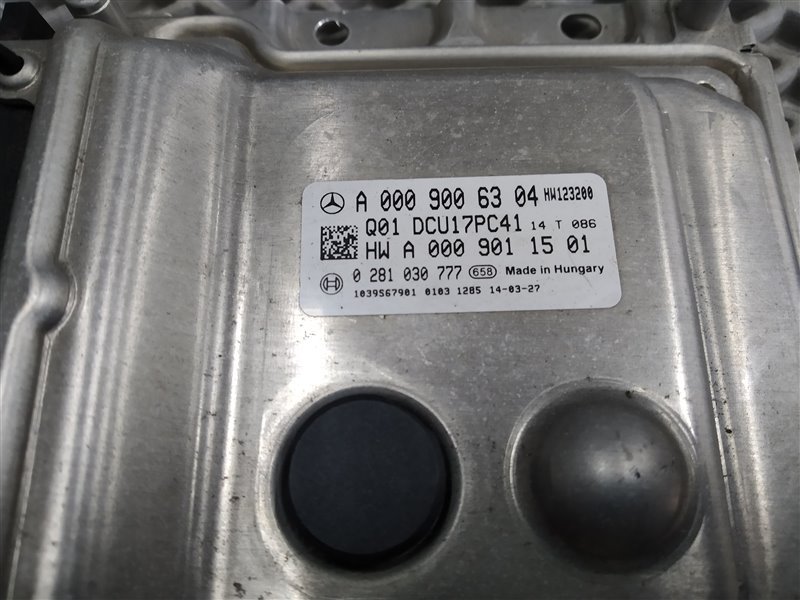 A 000 900 63 04 HW123200
Q01 DCU17PC41 14 T 086
HW A 000 901 15 01
0 281 030 777 658 Made in Hungary
1039S67901 0103 1285 14-03-27